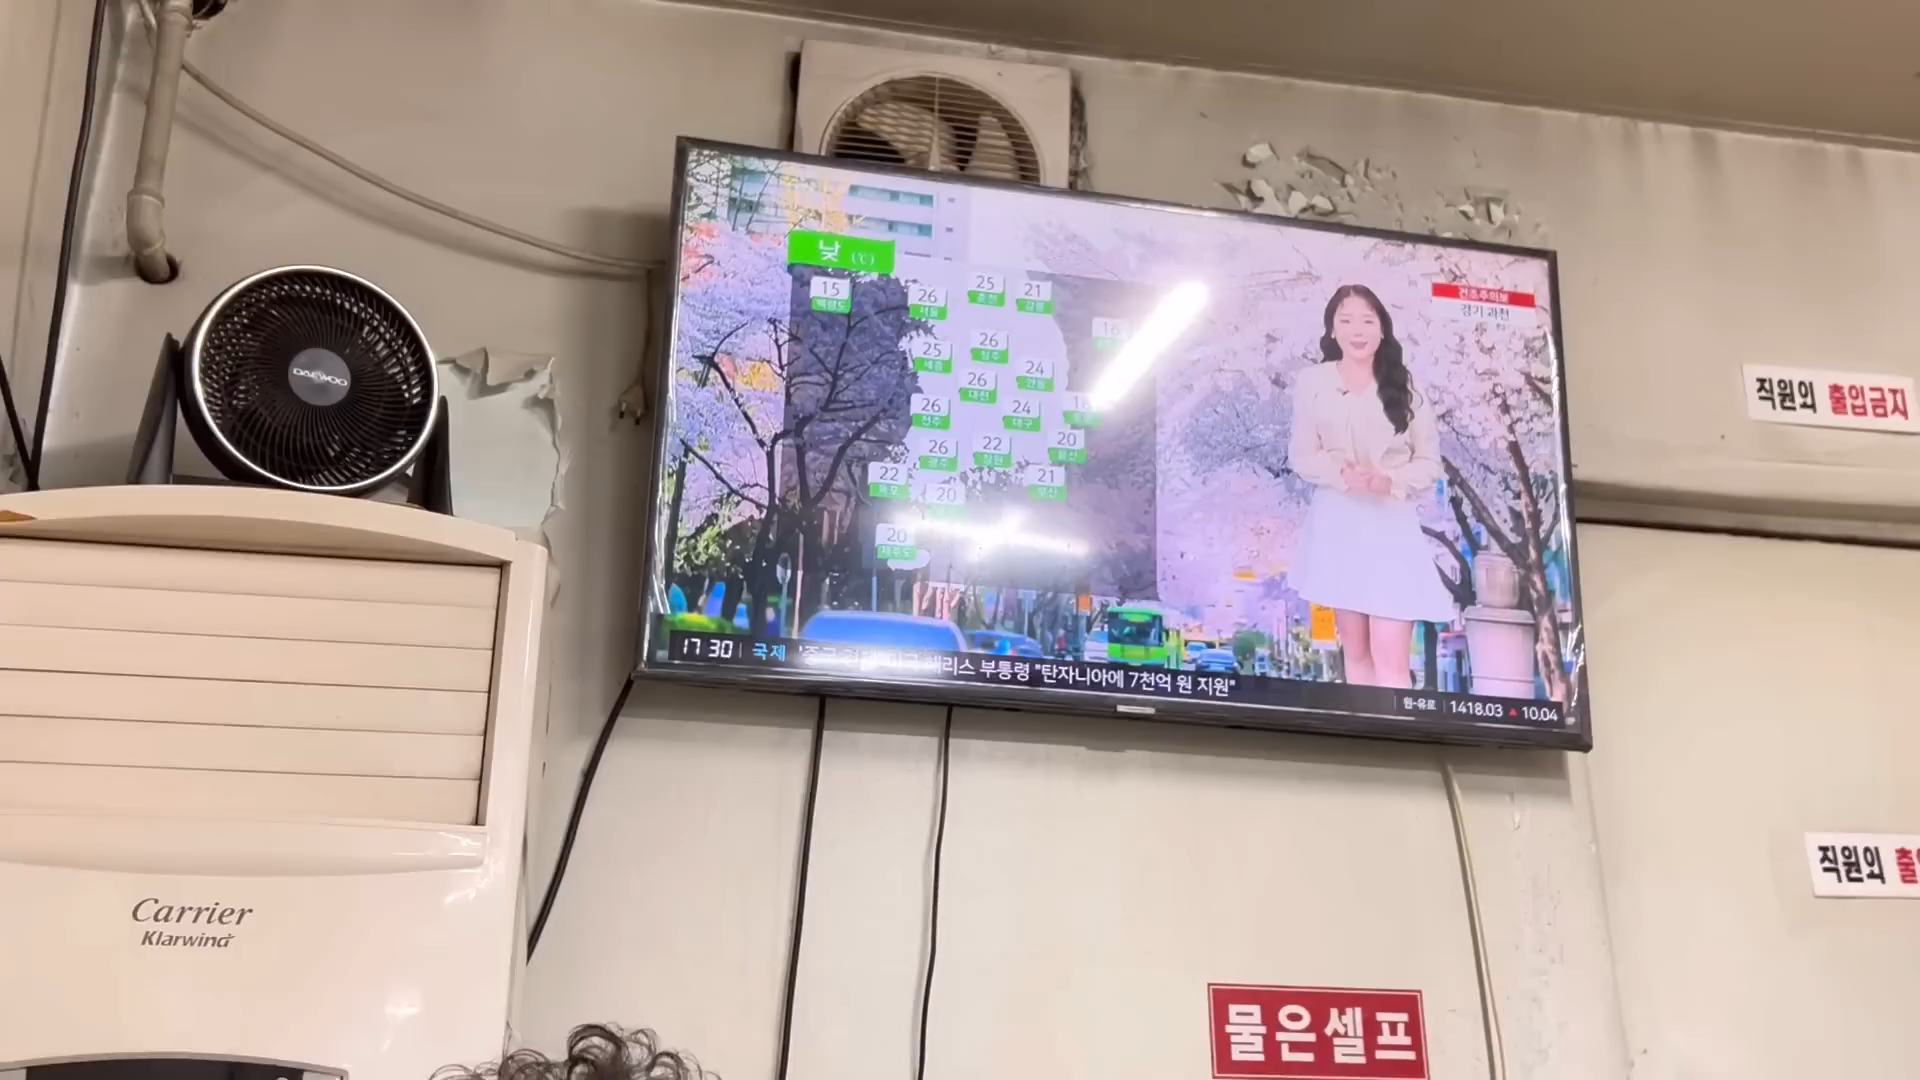 낮 (℃)
15
백령도
26
서울
25
춘천
21
강릉
16
25
세종
26
청주
24
안동
26
대전
26
전주
24
대구
26
광주
22
창원
20
울산
22
목포
20
21
부산
20
제주도
건조주의보
경기 과천
DAEWOO
직원외 출입금지
17 30 국제 해리스 부통령 "탄자니아에 7천억 원 지원"
원-유로 1418.03 ▲ 10.04
직원외
Carrier
Klarwind
물은셀프